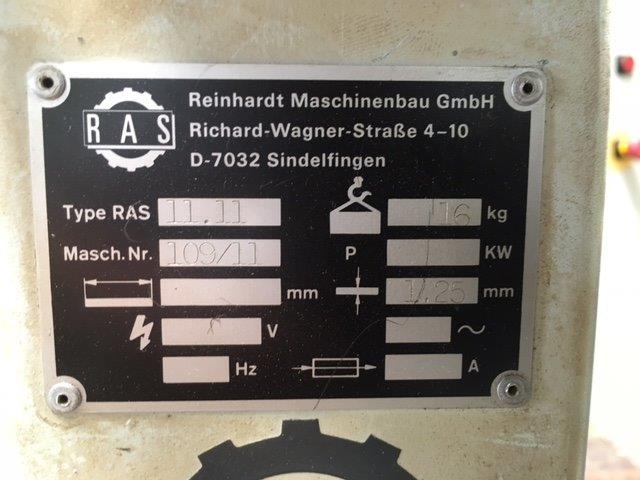 RAS
Reinhardt Maschinenbau GmbH
Richard-Wagner-Straße 4–10
D-7032 Sindelfingen
Type RAS 11.11
116 kg
Masch.Nr. 109/11
P KW
mm
1,25 mm
V
~
Hz
A